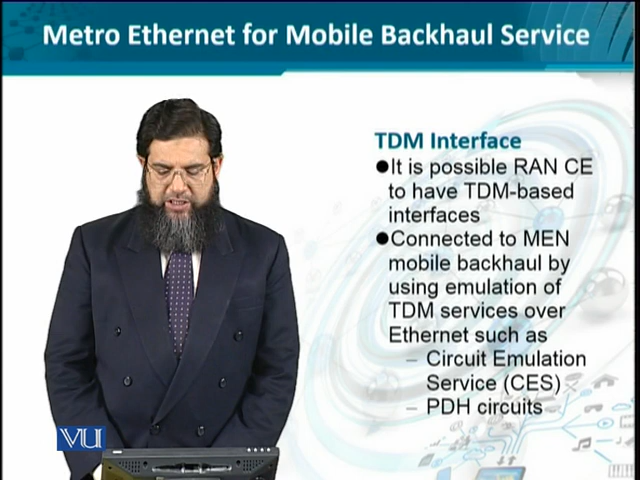 Metro Ethernet for Mobile Backhaul Service
TDM Interface
●It is possible RAN CE
to have TDM-based
interfaces
●Connected to MEN
mobile backhaul by
using emulation of
TDM services over
Ethernet such as
– Circuit Emulation
Service (CES)
– PDH circuits
VU